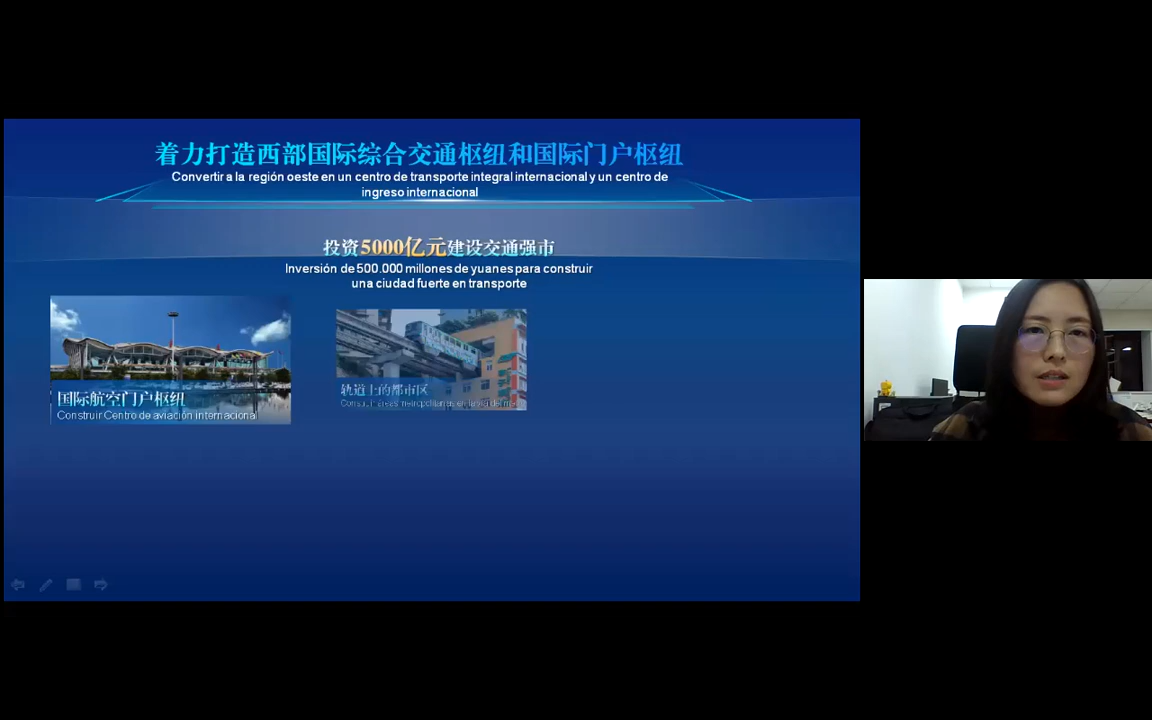 着力打造西部国际综合交通枢纽和国际门户枢纽
Convertir a la región oeste en un centro de transporte integral internacional y un centro de
ingreso internacional
投资5000亿元建设交通强市
Inversión de 500.000 millones de yuanes para construir
una ciudad fuerte en transporte
国际航空门户枢纽
Construir Centro de aviación internacional
轨道上的都市区
Construir áreas metropolitanas